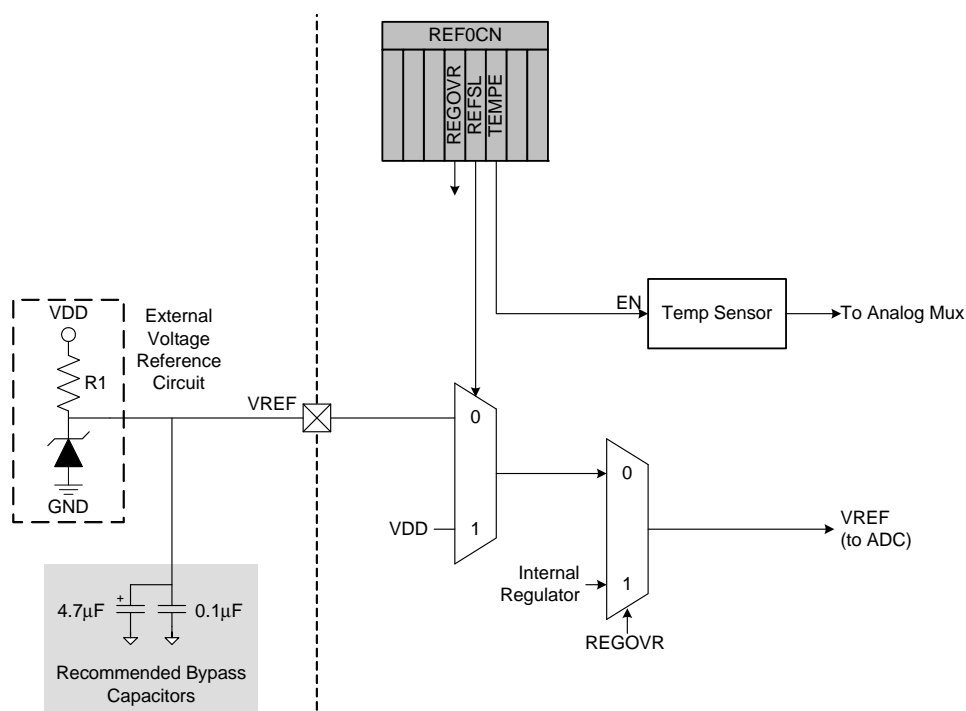 REF0CN
REGOVR
REFSL
TEMPE
EN
Temp Sensor
To Analog Mux
VDD
R1
GND
External
Voltage
Reference
Circuit
VREF
0
1
VDD
0
1
Internal
Regulator
REGOVR
VREF
(to ADC)
4.7μF
+
0.1μF
Recommended Bypass
Capacitors